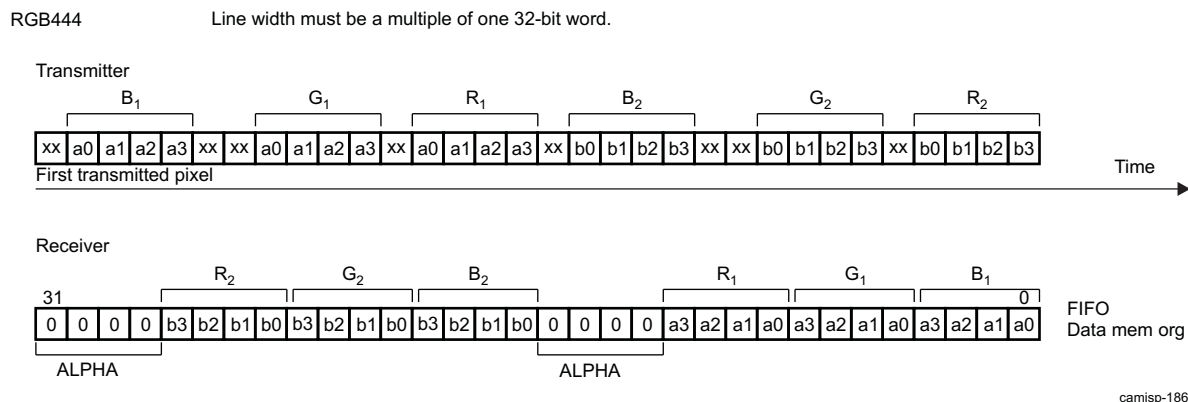 RGB444 Line width must be a multiple of one 32-bit word.
Transmitter
B1 G1 R1 B2 G2 R2
xx a0 a1 a2 a3 xx xx a0 a1 a2 a3 xx a0 a1 a2 a3 xx b0 b1 b2 b3 xx xx b0 b1 b2 b3 xx b0 b1 b2 b3
First transmitted pixel Time
Receiver
R2 G2 B2 R1 G1 B1
31 0
0 0 0 0 b3 b2 b1 b0 b3 b2 b1 b0 b3 b2 b1 b0 0 0 0 0 a3 a2 a1 a0 a3 a2 a1 a0 a3 a2 a1 a0 FIFO
Data mem org
ALPHA ALPHA
camisp-186